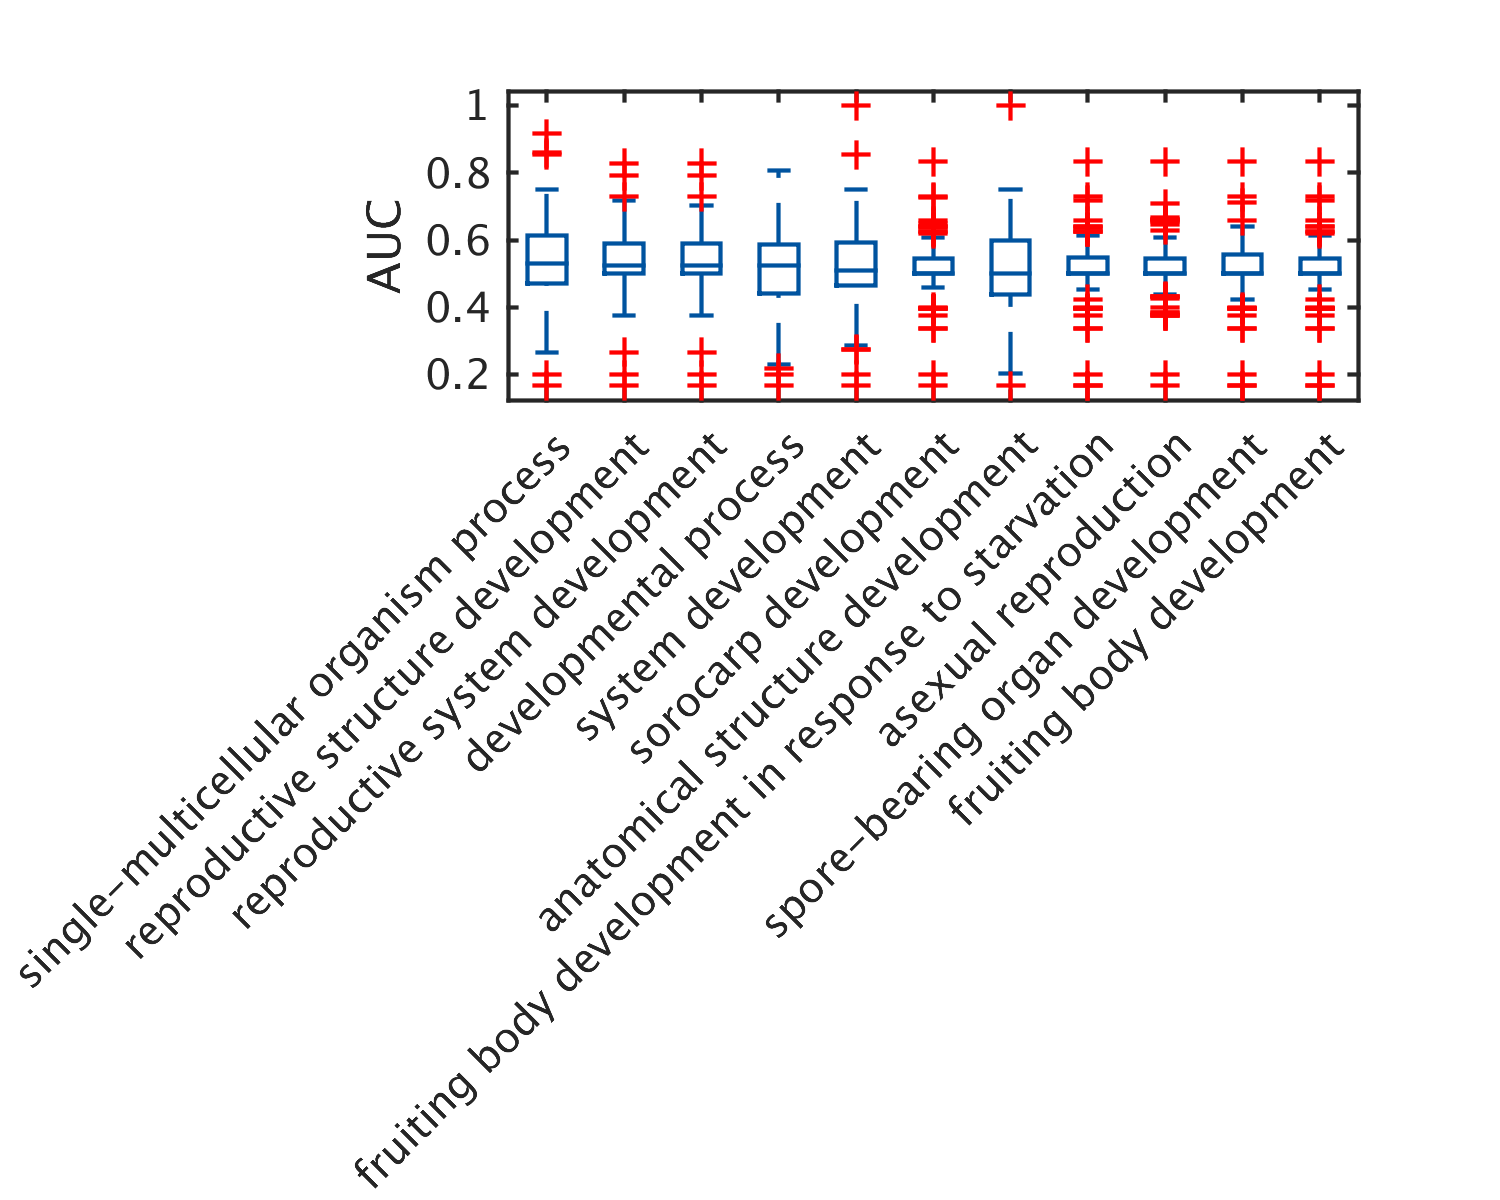 AUC
1
0.8
0.6
0.4
0.2
single-multicellular organism process
reproductive structure development
reproductive system development
developmental process
system development
sorocarp development
anatomical structure development
fruiting body development in response to starvation
asexual reproduction
spore-bearing organ development
fruiting body development